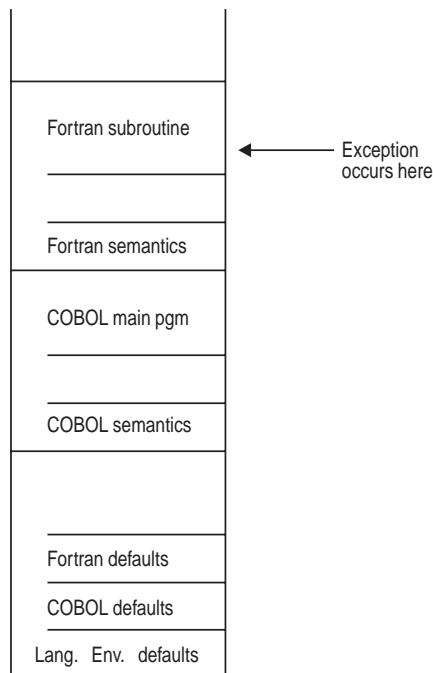 Fortran subroutine
Exception
occurs here
Fortran semantics
COBOL main pgm
COBOL semantics
Fortran defaults
COBOL defaults
Lang. Env. defaults